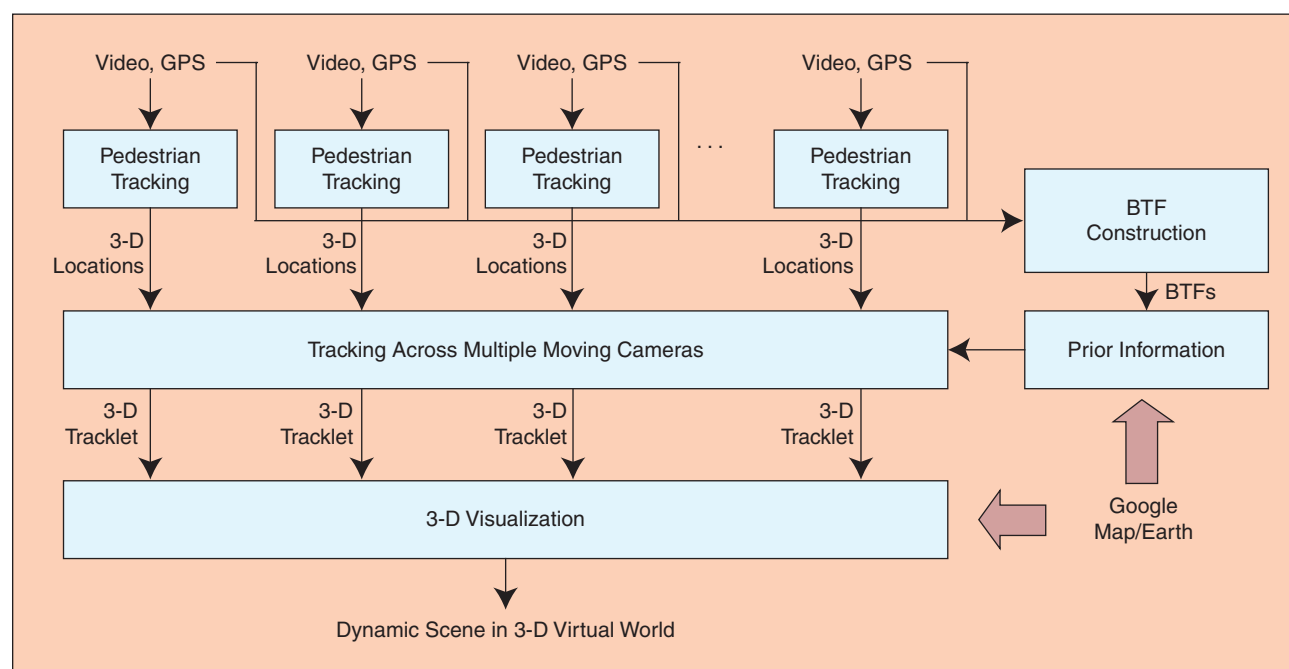 Video, GPS
Video, GPS
Video, GPS
Video, GPS
Pedestrian
Tracking
Pedestrian
Tracking
Pedestrian
Tracking
. . .
Pedestrian
Tracking
BTF
Construction
3-D
Locations
3-D
Locations
3-D
Locations
3-D
Locations
BTFs
Tracking Across Multiple Moving Cameras
Prior Information
3-D
Tracklet
3-D
Tracklet
3-D
Tracklet
3-D
Tracklet
3-D Visualization
Google
Map/Earth
Dynamic Scene in 3-D Virtual World